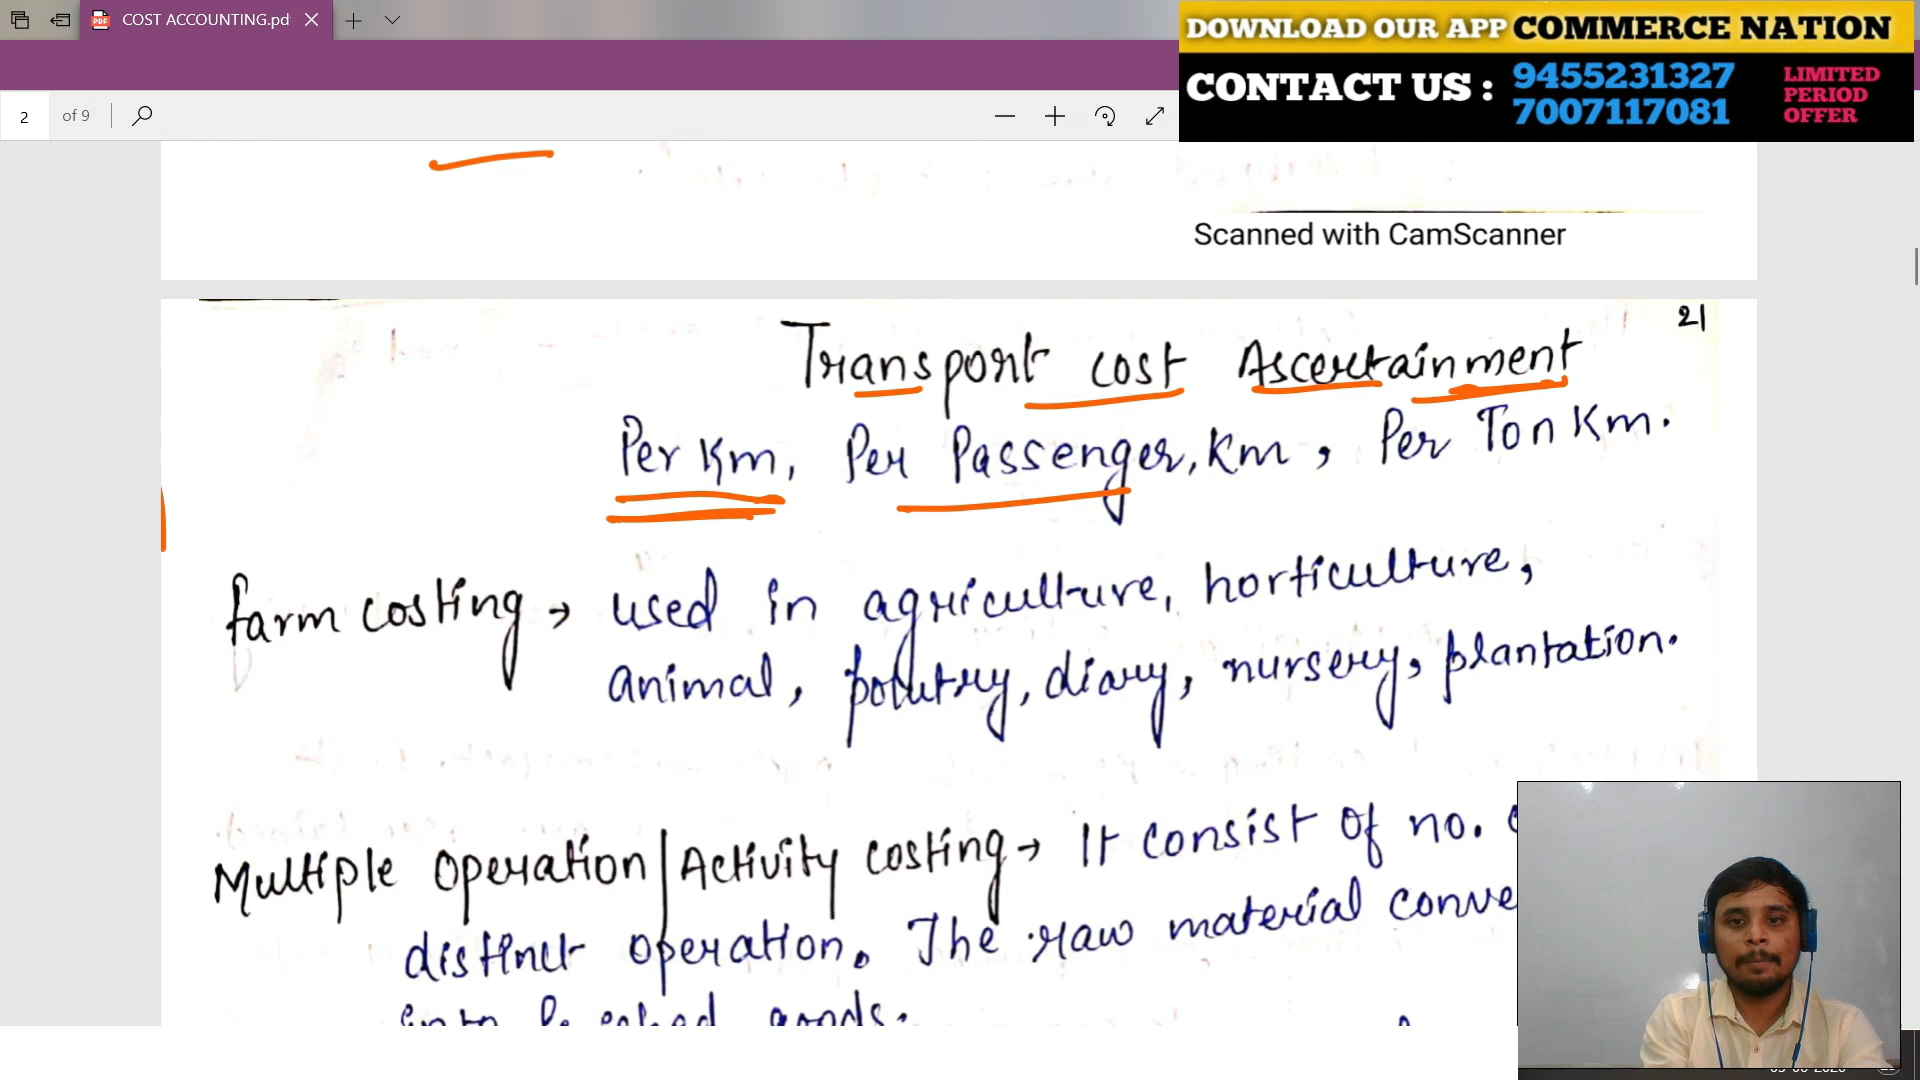 COST ACCOUNTING.pd
DOWNLOAD OUR APP COMMERCE NATION
CONTACT US : 9455231327
7007117081
LIMITED
PERIOD
OFFER
2 of 9
Scanned with CamScanner
21
Transport cost Ascertainment
Per Km, Per Passenger, Km, Per Ton Km.
farm costing → used in agriculture, horticulture,
animal, poultry, diary, nursery, plantation.
Multiple operation/Activity costing → It consist of no.
distinct operation. The raw material conve
goods.